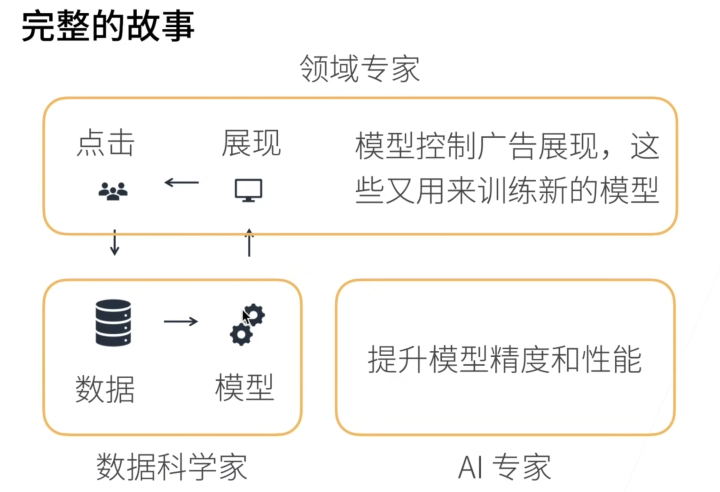 完整的故事
领域专家
点击
展现
模型控制广告展现，这
些又用来训练新的模型
数据
模型
提升模型精度和性能
数据科学家
AI 专家